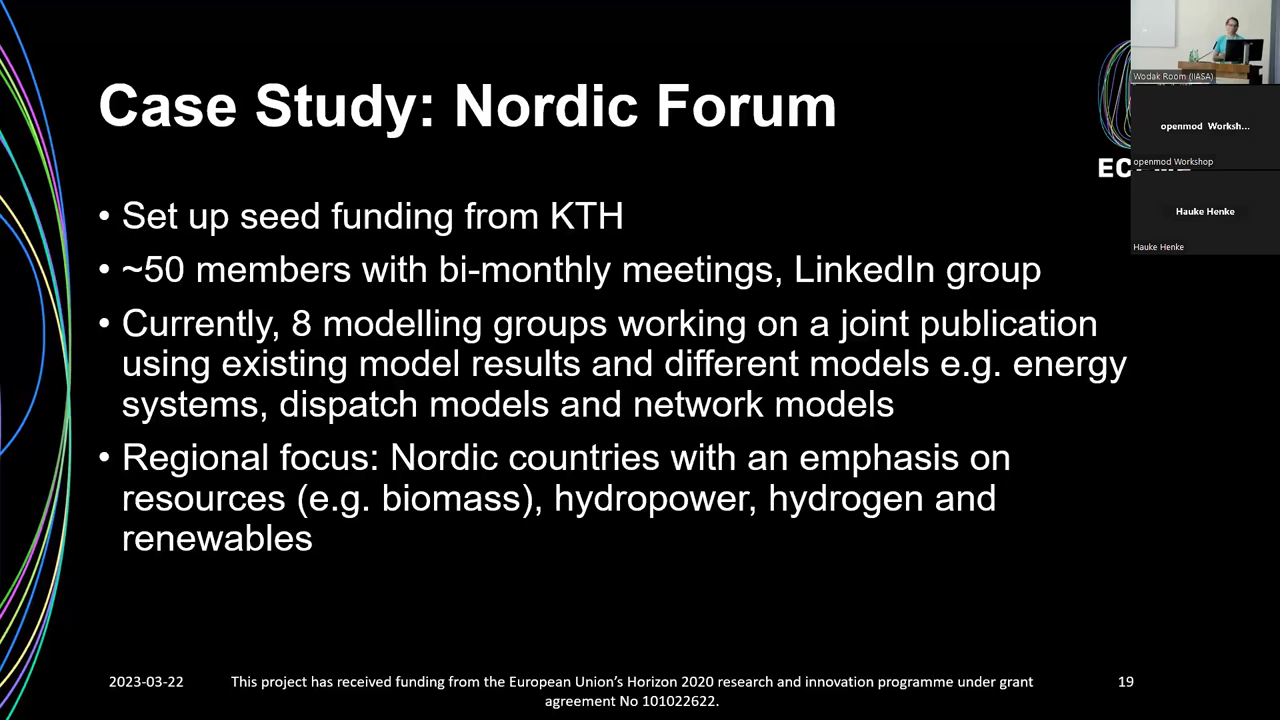 Case Study: Nordic Forum
• Set up seed funding from KTH
• ~50 members with bi-monthly meetings, LinkedIn group
• Currently, 8 modelling groups working on a joint publication
using existing model results and different models e.g. energy
systems, dispatch models and network models
• Regional focus: Nordic countries with an emphasis on
resources (e.g. biomass), hydropower, hydrogen and
renewables
2023-03-22
This project has received funding from the European Union’s Horizon 2020 research and innovation programme under grant
agreement No 101022622.
19
Wodak Room (IIASA)
openmod Worksh...
openmod Workshop
Hauke Henke
Hauke Henke